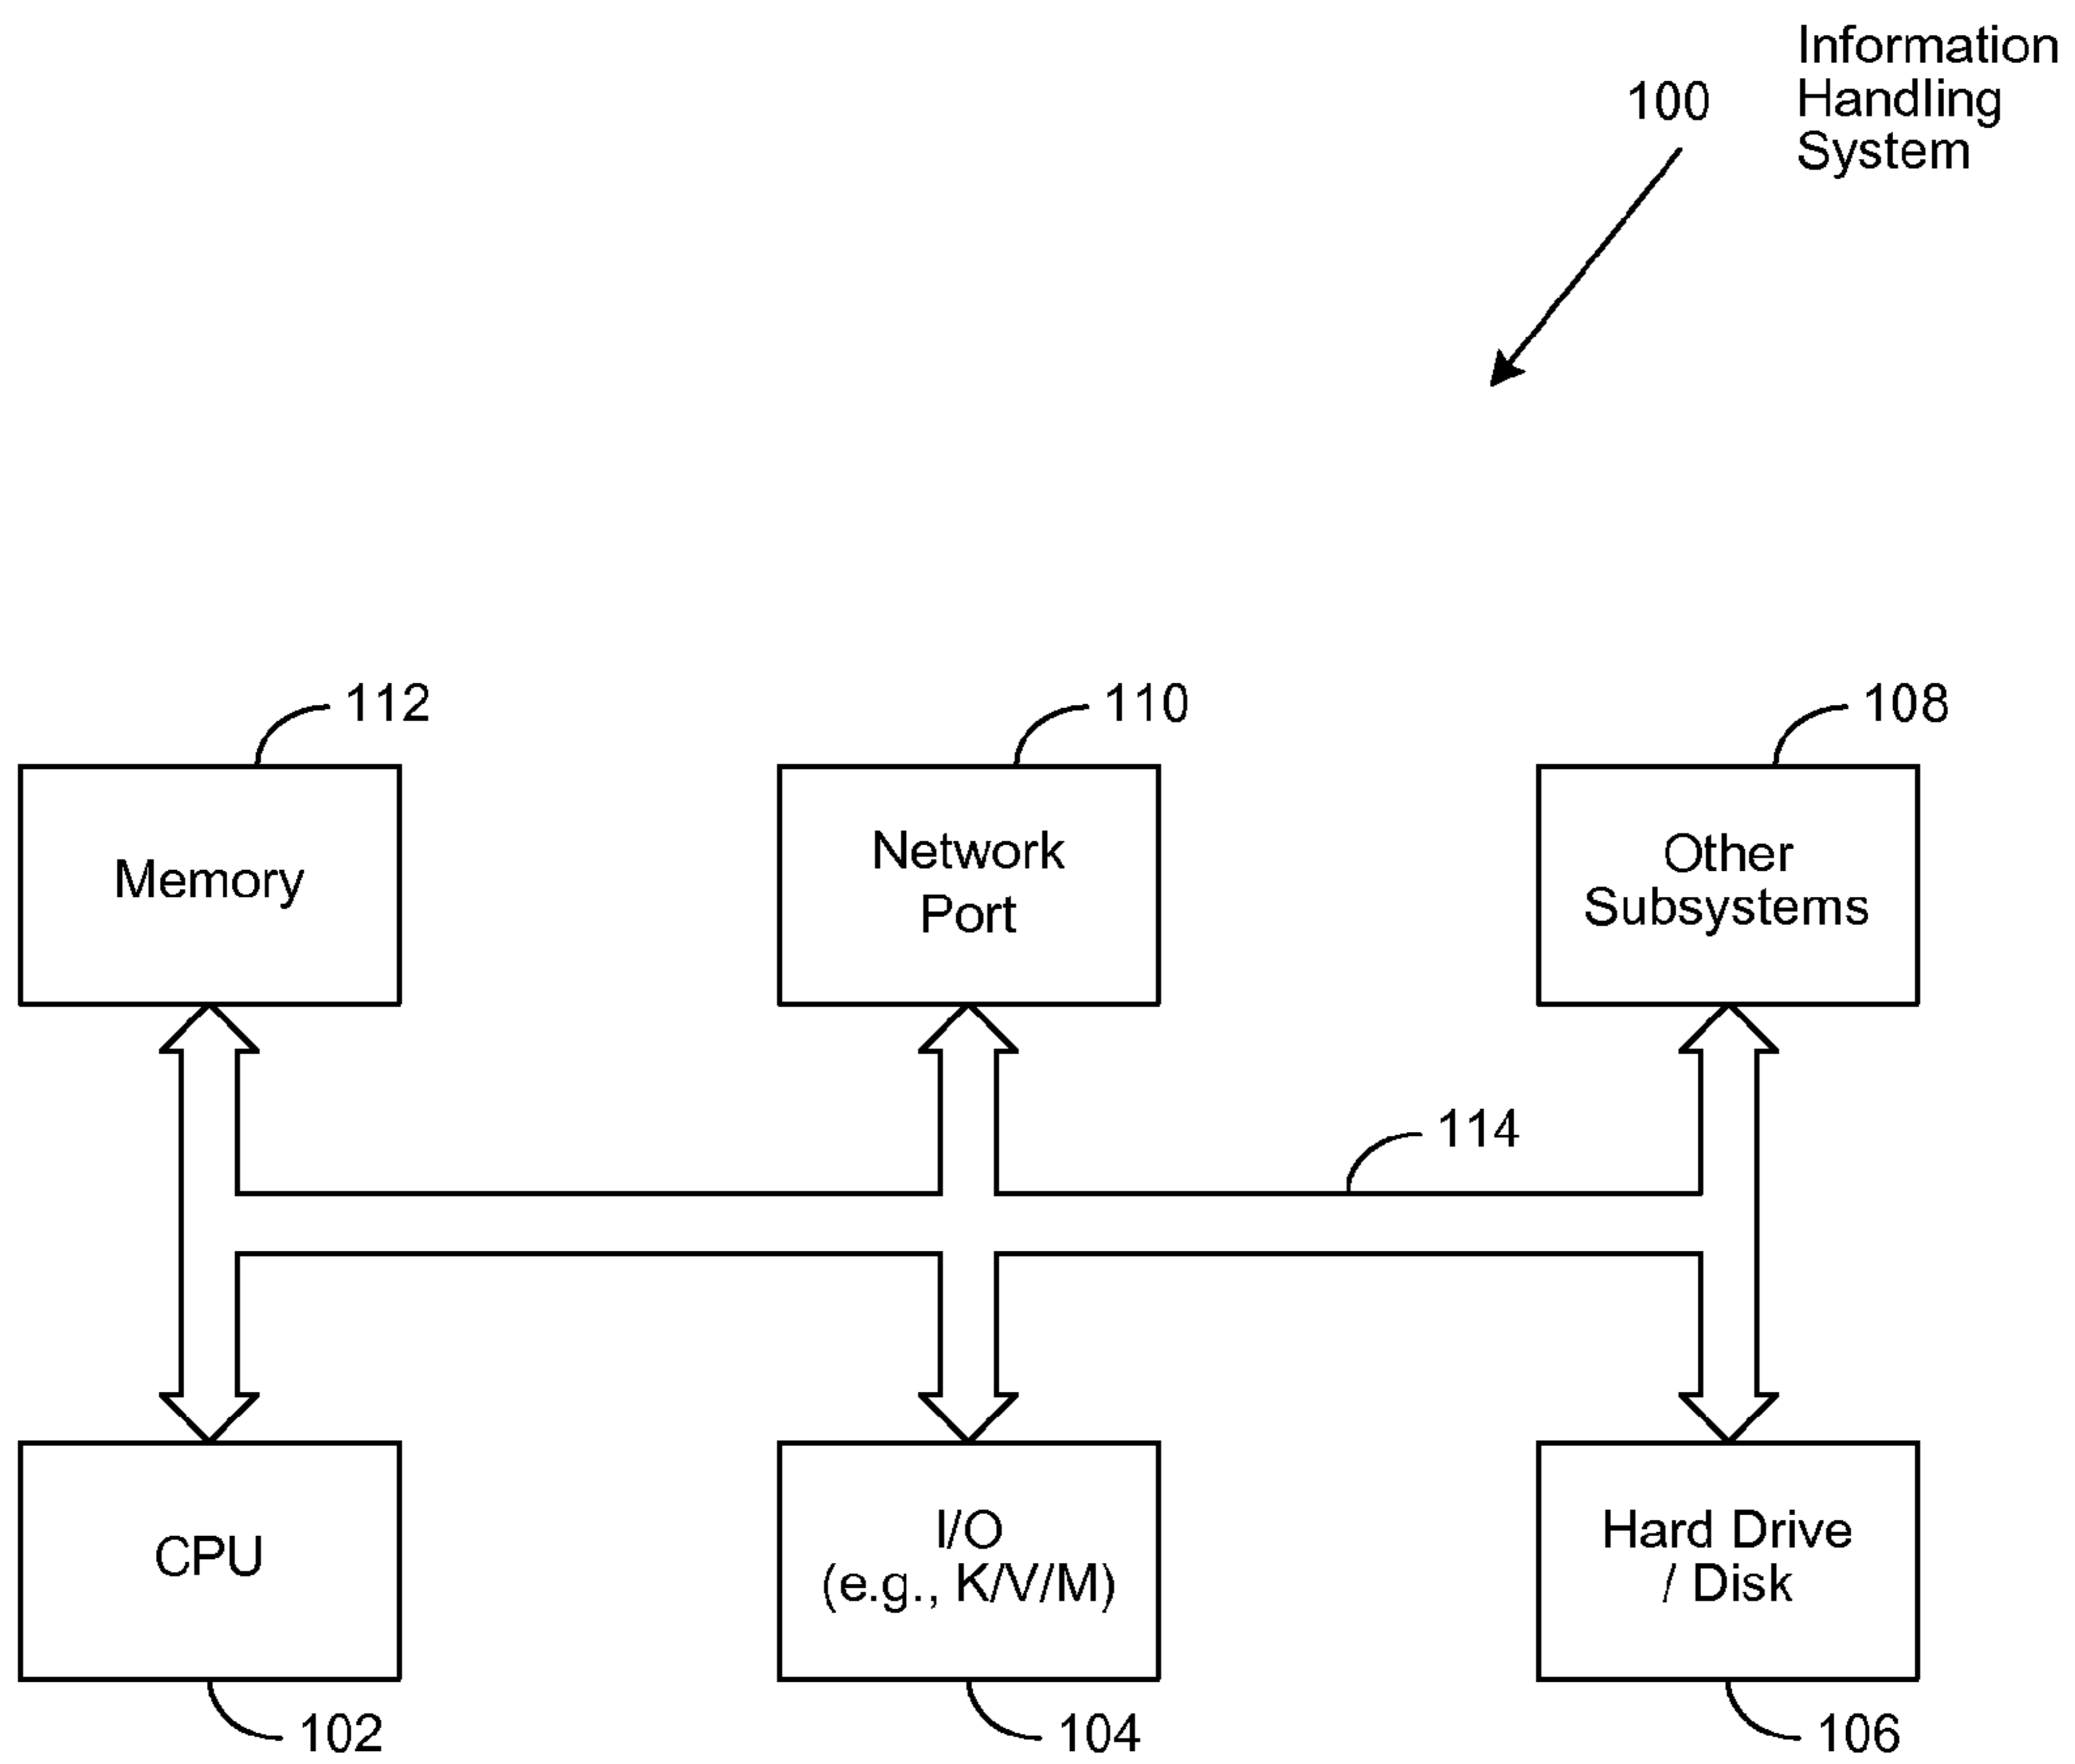 Information
Handling
System
100
112
110
108
Memory
Network
Port
Other
Subsystems
114
CPU
I/O
(e.g., K/V/M)
Hard Drive
/ Disk
102
104
106